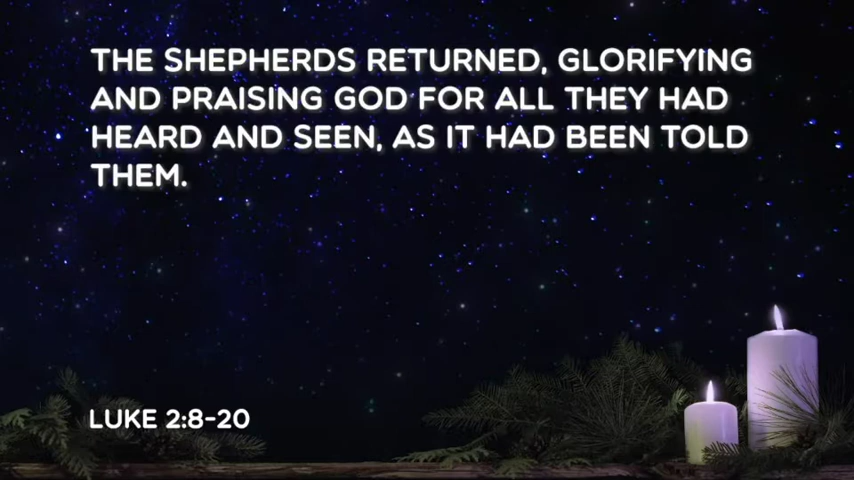 THE SHEPHERDS RETURNED, GLORIFYING
AND PRAISING GOD FOR ALL THEY HAD
HEARD AND SEEN, AS IT HAD BEEN TOLD
THEM.
LUKE 2:8-20